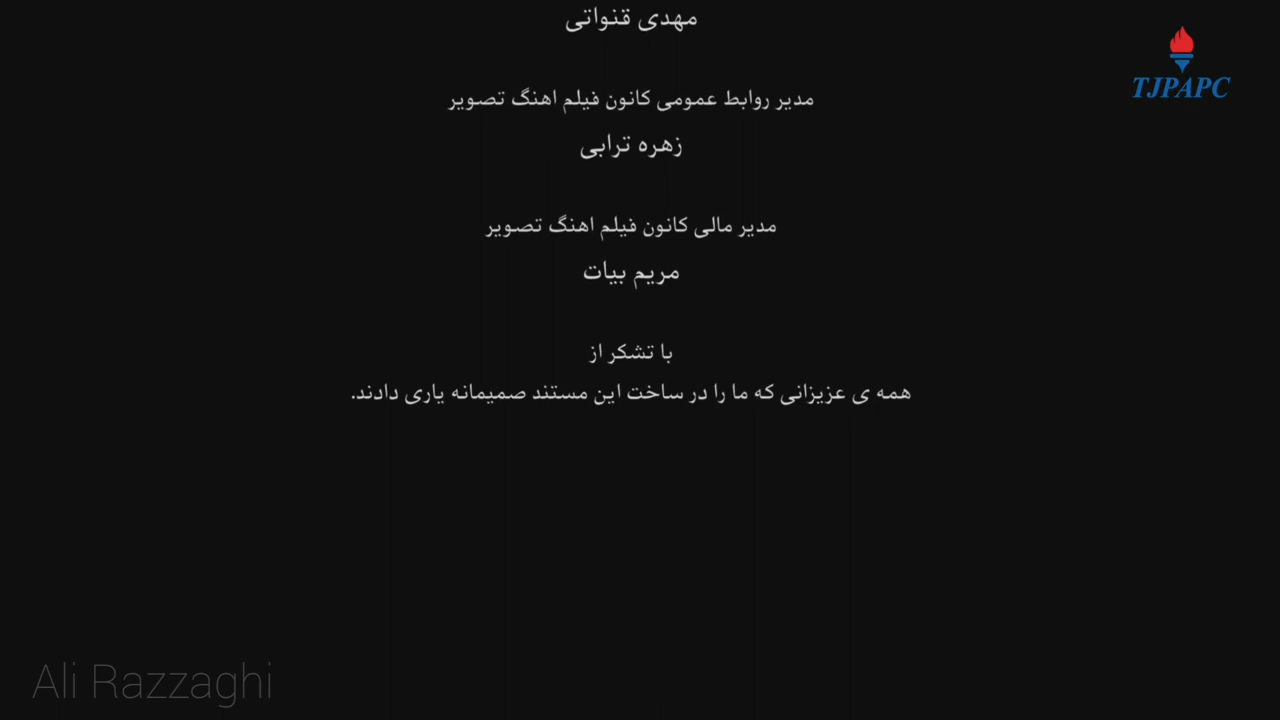 مهدی قنواتی
TJPAPC
مدیر روابط عمومی کانون فیلم اهنگ تصویر
زهره ترابی
مدیر مالی کانون فیلم اهنگ تصویر
مریم بیات
با تشکر از
همه ی عزیزانی که ما را در ساخت این مستند صمیمانه یاری دادند.
Ali Razzaghi